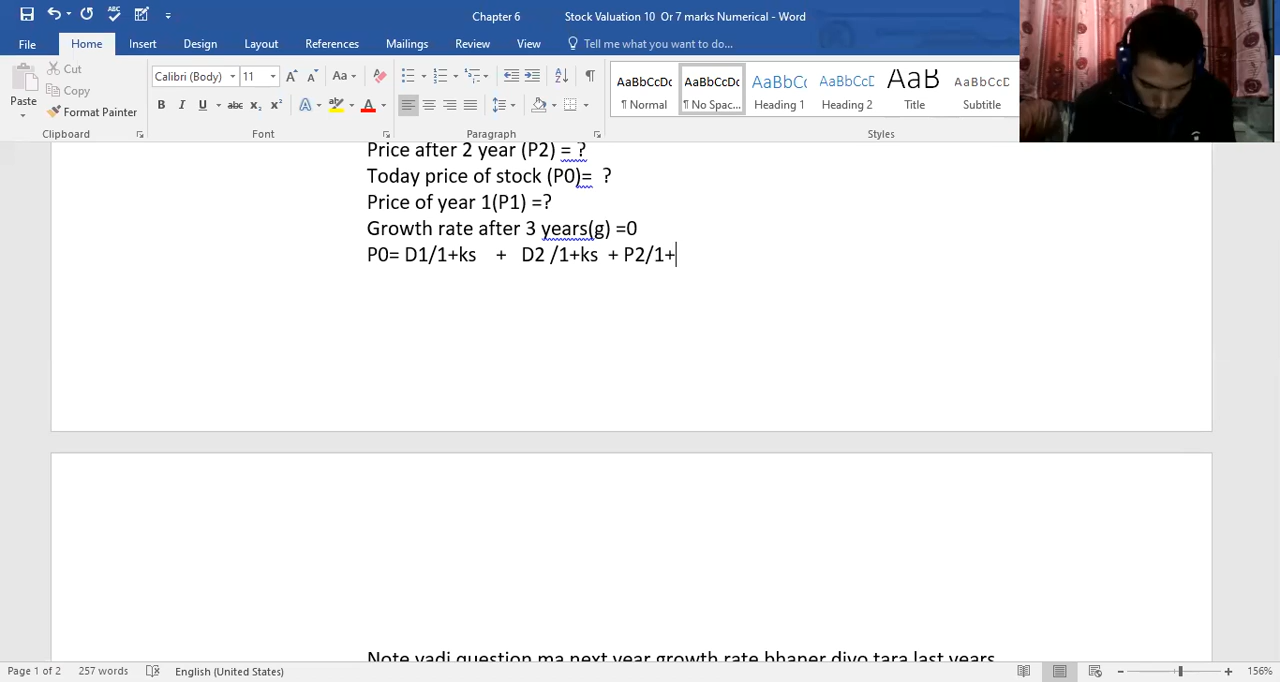 Chapter 6 Stock Valuation 10 Or 7 marks Numerical - Word
File Home Insert Design Layout References Mailings Review View Tell me what you want to do...
Paste
Cut
Copy
Format Painter
Clipboard
Calibri (Body) 11
Font
Paragraph
AaBbCcDc AaBbCcDc AaBbCc AaBbCcD AaB AaBbCcD
¶ Normal ¶ No Spac... Heading 1 Heading 2 Title Subtitle
Styles
Price after 2 year (P2) = ?
Today price of stock (P0)= ?
Price of year 1(P1) =?
Growth rate after 3 years(g) =0
P0= D1/1+ks + D2 /1+ks + P2/1+
Note yadi question ma next year growth rate bhaner diyo tara last years
Page 1 of 2 257 words English (United States) 156%